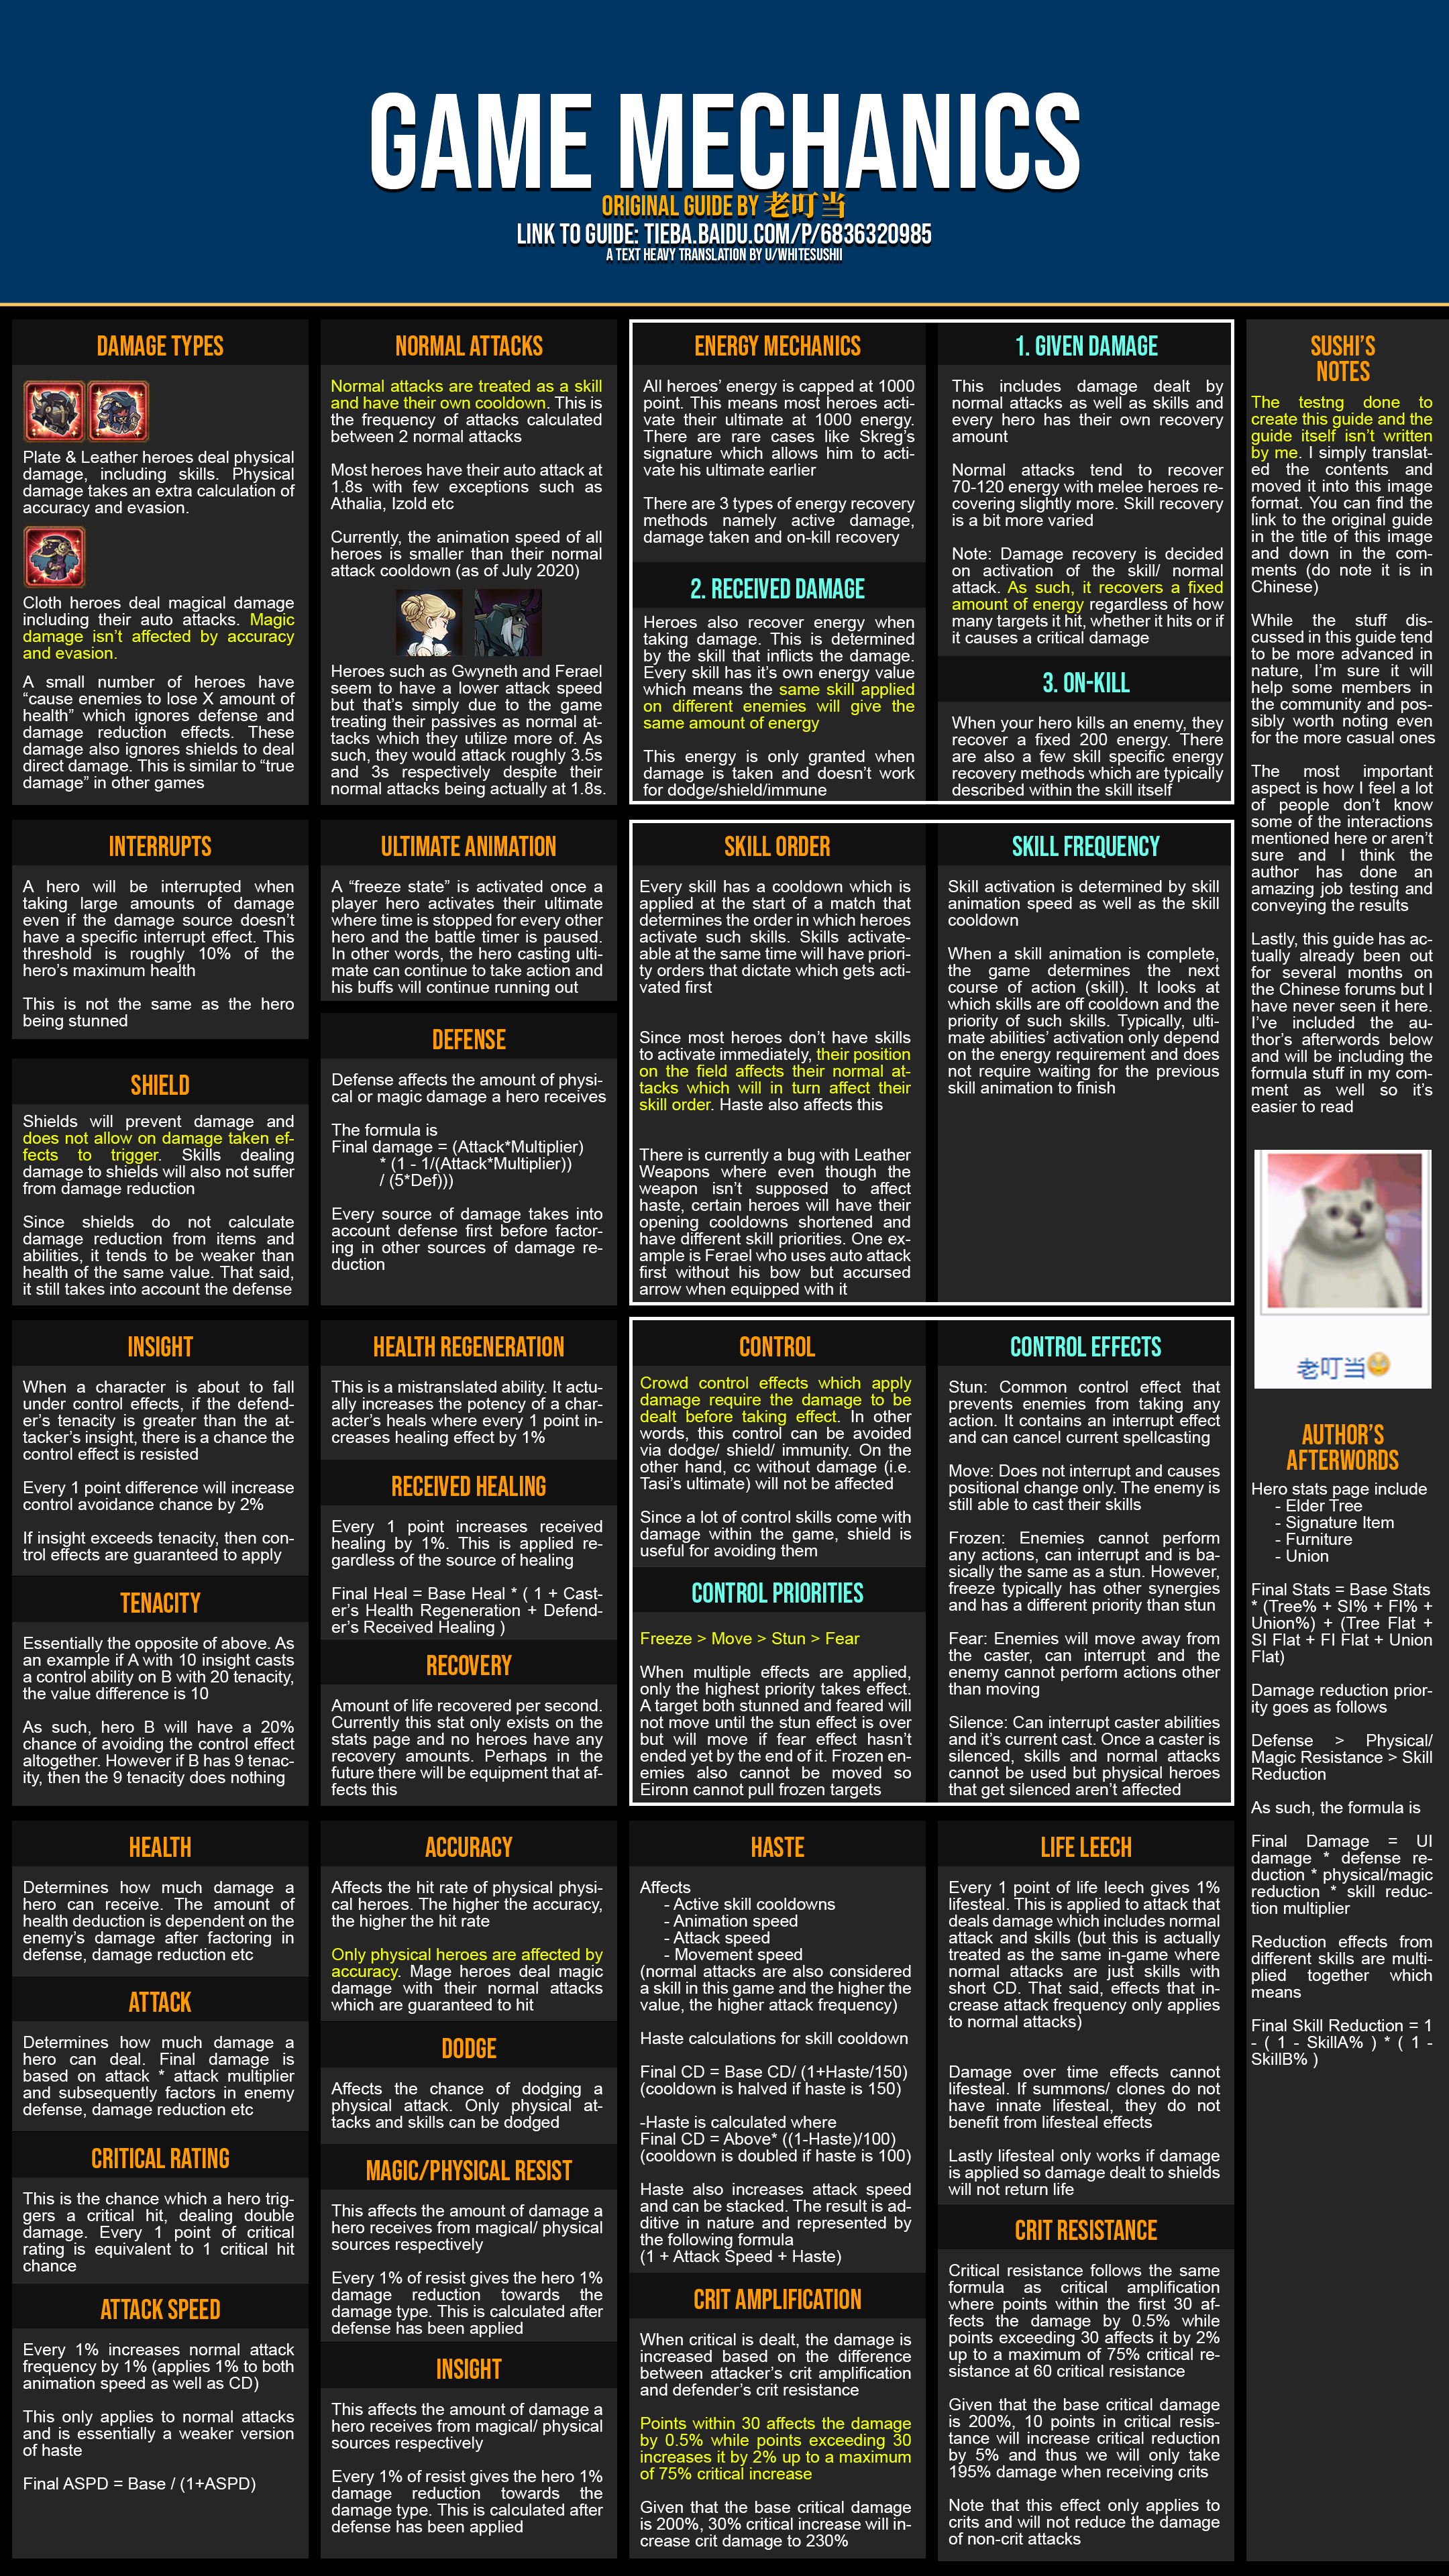 GAME MECHANICS
ORIGINAL GUIDE BY 老叮当
LINK TO GUIDE: TIEBA.BAIDU.COM/P/6836320985
A TEXT HEAVY TRANSLATION BY U/WHITESUSHII
DAMAGE TYPES
Plate & Leather heroes deal physical
damage, including skills. Physical
damage takes an extra calculation of
accuracy and evasion.
Cloth heroes deal magical damage
including their auto attacks. Magic
damage isn't affected by accuracy
and evasion.
A small number of heroes have
“cause enemies to lose X amount of
health” which ignores defense and
damage reduction effects. These
damage also ignores shields to deal
direct damage. This is similar to “true
damage” in other games
NORMAL ATTACKS
Normal attacks are treated as a skill
and have their own cooldown. This is
the frequency of attacks calculated
between 2 normal attacks
Most heroes have their auto attack at
1.8s with few exceptions such as
Athalia, Izold etc
Currently, the animation speed of all
heroes is smaller than their normal
attack cooldown (as of July 2020)
Heroes such as Gwyneth and Ferael
seem to have a lower attack speed
but that's simply due to the game
treating their passives as normal at-
tacks which they utilize more of. As
such, they would attack roughly 3.5s
and 3s respectively despite their
normal attacks being actually at 1.8s.
ENERGY MECHANICS
All heroes' energy is capped at 1000
point. This means most heroes acti-
vate their ultimate at 1000 energy.
There are rare cases like Skreg's
signature which allows him to acti-
vate his ultimate earlier
There are 3 types of energy recovery
methods namely active damage,
damage taken and on-kill recovery
2. RECEIVED DAMAGE
Heroes also recover energy when
taking damage. This is determined
by the skill that inflicts the damage.
Every skill has it's own energy value
which means the same skill applied
on different enemies will give the
same amount of energy
This energy is only granted when
damage is taken and doesn't work
for dodge/shield/immune
1. GIVEN DAMAGE
This includes damage dealt by
normal attacks as well as skills and
every hero has their own recovery
amount
Normal attacks tend to recover
70-120 energy with melee heroes re-
covering slightly more. Skill recovery
is a bit more varied
Note: Damage recovery is decided
on activation of the skill/ normal
attack. As such, it recovers a fixed
amount of energy regardless of how
many targets it hit, whether it hits or if
it causes a critical damage
3. ON-KILL
When your hero kills an enemy, they
recover a fixed 200 energy. There
are also a few skill specific energy
recovery methods which are typically
described within the skill itself
SUSHI'S
NOTES
The testng done to
create this guide and the
guide itself isn't written
by me. I simply translat-
ed the contents and
moved it into this image
format. You can find the
link to the original guide
in the title of this image
and down in the com-
ments (do note it is in
Chinese)
While the stuff dis-
cussed in this guide tend
to be more advanced in
nature, I'm sure it will
help some members in
the community and pos-
sibly worth noting even
for the more casual ones
The most important
aspect is how I feel a lot
of people don't know
some of the interactions
mentioned here or aren't
sure and I think the
author has done an
amazing job testing and
conveying the results
Lastly, this guide has ac-
tually already been out
for several months on
the Chinese forums but I
have never seen it here.
I've included the au-
thor's afterwords below
and will be including the
formula stuff in my com-
ment as well so it's
easier to read
老叮当
INTERRUPTS
A hero will be interrupted when
taking large amounts of damage
even if the damage source doesn't
have a specific interrupt effect. This
threshold is roughly 10% of the
hero's maximum health
This is not the same as the hero
being stunned
SHIELD
Shields will prevent damage and
does not allow on damage taken ef-
fects to trigger. Skills dealing
damage to shields will also not suffer
from damage reduction
Since shields do not calculate
damage reduction from items and
abilities, it tends to be weaker than
health of the same value. That said,
it still takes into account the defense
ULTIMATE ANIMATION
A “freeze state” is activated once a
player hero activates their ultimate
where time is stopped for every other
hero and the battle timer is paused.
In other words, the hero casting ulti-
mate can continue to take action and
his buffs will continue running out
DEFENSE
Defense affects the amount of physi-
cal or magic damage a hero receives
The formula is
Final damage = (Attack*Multiplier)
* (1 - 1/(Attack*Multiplier))
/ (5*Def)))
Every source of damage takes into
account defense first before factor-
ing in other sources of damage re-
duction
SKILL ORDER
Every skill has a cooldown which is
applied at the start of a match that
determines the order in which heroes
activate such skills. Skills activate-
able at the same time will have priori-
ty orders that dictate which gets acti-
vated first
Since most heroes don't have skills
to activate immediately, their position
on the field affects their normal at-
tacks which will in turn affect their
skill order. Haste also affects this
There is currently a bug with Leather
Weapons where even though the
weapon isn't supposed to affect
haste, certain heroes will have their
opening cooldowns shortened and
have different skill priorities. One ex-
ample is Ferael who uses auto attack
first without his bow but accursed
arrow when equipped with it
SKILL FREQUENCY
Skill activation is determined by skill
animation speed as well as the skill
cooldown
When a skill animation is complete,
the game determines the next
course of action (skill). It looks at
which skills are off cooldown and the
priority of such skills. Typically, ulti-
mate abilities' activation only depend
on the energy requirement and does
not require waiting for the previous
skill animation to finish
INSIGHT
When a character is about to fall
under control effects, if the defend-
er's tenacity is greater than the at-
tacker's insight, there is a chance the
control effect is resisted
Every 1 point difference will increase
control avoidance chance by 2%
If insight exceeds tenacity, then con-
trol effects are guaranteed to apply
TENACITY
Essentially the opposite of above. As
an example if A with 10 insight casts
a control ability on B with 20 tenacity,
the value difference is 10
As such, hero B will have a 20%
chance of avoiding the control effect
altogether. However if B has 9 tenac-
ity, then the 9 tenacity does nothing
HEALTH REGENERATION
This is a mistranslated ability. It actu-
ally increases the potency of a char-
acter's heals where every 1 point in-
creases healing effect by 1%
RECEIVED HEALING
Every 1 point increases received
healing by 1%. This is applied re-
gardless of the source of healing
Final Heal = Base Heal * ( 1 + Cast-
er's Health Regeneration + Defend-
er's Received Healing )
RECOVERY
Amount of life recovered per second.
Currently this stat only exists on the
stats page and no heroes have any
recovery amounts. Perhaps in the
future there will be equipment that af-
fects this
CONTROL
Crowd control effects which apply
damage require the damage to be
dealt before taking effect. In other
words, this control can be avoided
via dodge/ shield/ immunity. On the
other hand, cc without damage (i.e.
Tasi's ultimate) will not be affected
Since a lot of control skills come with
damage within the game, shield is
useful for avoiding them
CONTROL PRIORITIES
Freeze > Move > Stun > Fear
When multiple effects are applied,
only the highest priority takes effect.
A target both stunned and feared will
not move until the stun effect is over
but will move if fear effect hasn't
ended yet by the end of it. Frozen en-
emies also cannot be moved so
Eironn cannot pull frozen targets
CONTROL EFFECTS
Stun: Common control effect that
prevents enemies from taking any
action. It contains an interrupt effect
and can cancel current spellcasting
Move: Does not interrupt and causes
positional change only. The enemy is
still able to cast their skills
Frozen: Enemies cannot perform
any actions, can interrupt and is ba-
sically the same as a stun. However,
freeze typically has other synergies
and has a different priority than stun
Fear: Enemies will move away from
the caster, can interrupt and the
enemy cannot perform actions other
than moving
Silence: Can interrupt caster abilities
and it's current cast. Once a caster is
silenced, skills and normal attacks
cannot be used but physical heroes
that get silenced aren't affected
AUTHOR'S
AFTERWORDS
Hero stats page include
- Elder Tree
- Signature Item
- Furniture
- Union
Final Stats = Base Stats
* (Tree% + SI% + FI% +
Union%) + (Tree Flat +
SI Flat + FI Flat + Union
Flat)
Damage reduction prior-
ity goes as follows
Defense > Physical/
Magic Resistance > Skill
Reduction
As such, the formula is
Final Damage = UI
damage * defense re-
duction * physical/magic
reduction * skill reduc-
tion multiplier
Reduction effects from
different skills are multi-
plied together which
means
Final Skill Reduction = 1
- ( 1 - SkillA% ) * ( 1 -
SkillB% )
HEALTH
Determines how much damage a
hero can receive. The amount of
health deduction is dependent on the
enemy's damage after factoring in
defense, damage reduction etc
ATTACK
Determines how much damage a
hero can deal. Final damage is
based on attack * attack multiplier
and subsequently factors in enemy
defense, damage reduction etc
CRITICAL RATING
This is the chance which a hero trig-
gers a critical hit, dealing double
damage. Every 1 point of critical
rating is equivalent to 1 critical hit
chance
ATTACK SPEED
Every 1% increases normal attack
frequency by 1% (applies 1% to both
animation speed as well as CD)
This only applies to normal attacks
and is essentially a weaker version
of haste
Final ASPD = Base / (1+ASPD)
ACCURACY
Affects the hit rate of physical physi-
cal heroes. The higher the accuracy,
the higher the hit rate
Only physical heroes are affected by
accuracy. Mage heroes deal magic
damage with their normal attacks
which are guaranteed to hit
DODGE
Affects the chance of dodging a
physical attack. Only physical at-
tacks and skills can be dodged
MAGIC/PHYSICAL RESIST
This affects the amount of damage a
hero receives from magical/ physical
sources respectively
Every 1% of resist gives the hero 1%
damage reduction towards the
damage type. This is calculated after
defense has been applied
INSIGHT
This affects the amount of damage a
hero receives from magical/ physical
sources respectively
Every 1% of resist gives the hero 1%
damage reduction towards the
damage type. This is calculated after
defense has been applied
HASTE
Affects
- Active skill cooldowns
- Animation speed
- Attack speed
- Movement speed
(normal attacks are also considered
a skill in this game and the higher the
value, the higher attack frequency)
Haste calculations for skill cooldown
Final CD = Base CD/ (1+Haste/150)
(cooldown is halved if haste is 150)
-Haste is calculated where
Final CD = Above* ((1-Haste)/100)
(cooldown is doubled if haste is 100)
Haste also increases attack speed
and can be stacked. The result is ad-
ditive in nature and represented by
the following formula
(1 + Attack Speed + Haste)
CRIT AMPLIFICATION
When critical is dealt, the damage is
increased based on the difference
between attacker's crit amplification
and defender's crit resistance
Points within 30 affects the damage
by 0.5% while points exceeding 30
increases it by 2% up to a maximum
of 75% critical increase
Given that the base critical damage
is 200%, 30% critical increase will in-
crease crit damage to 230%
LIFE LEECH
Every 1 point of life leech gives 1%
lifesteal. This is applied to attack that
deals damage which includes normal
attack and skills (but this is actually
treated as the same in-game where
normal attacks are just skills with
short CD. That said, effects that in-
crease attack frequency only applies
to normal attacks)
Damage over time effects cannot
lifesteal. If summons/ clones do not
have innate lifesteal, they do not
benefit from lifesteal effects
Lastly lifesteal only works if damage
is applied so damage dealt to shields
will not return life
CRIT RESISTANCE
Critical resistance follows the same
formula as critical amplification
where points within the first 30 af-
fects the damage by 0.5% while
points exceeding 30 affects it by 2%
up to a maximum of 75% critical re-
sistance at 60 critical resistance
Given that the base critical damage
is 200%, 10 points in critical resis-
tance will increase critical reduction
by 5% and thus we will only take
195% damage when receiving crits
Note that this effect only applies to
crits and will not reduce the damage
of non-crit attacks